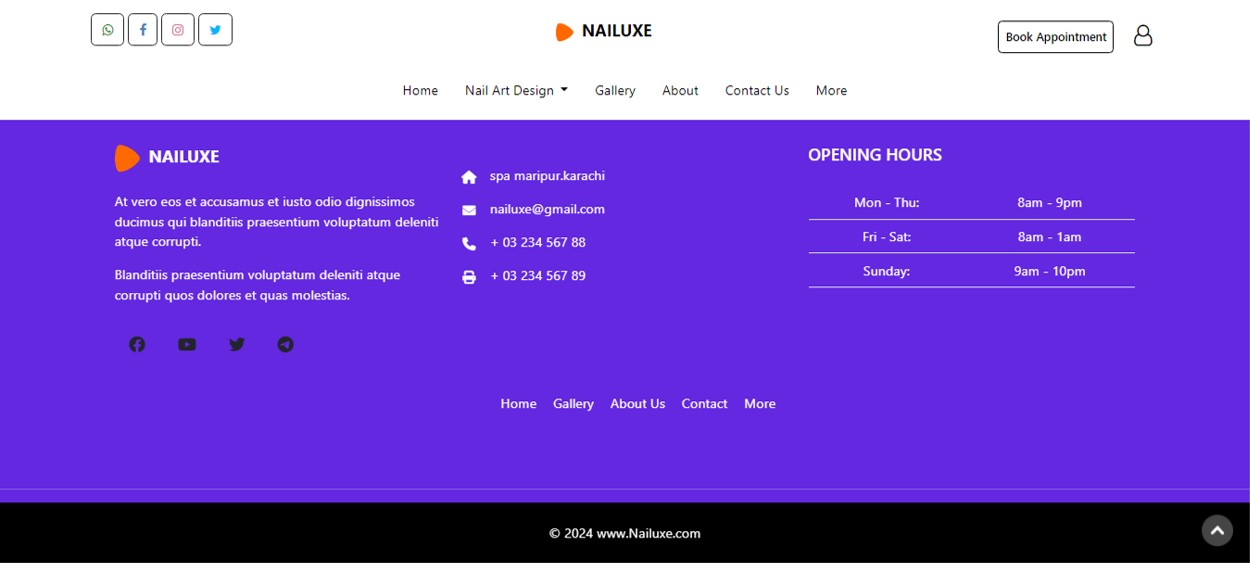 NAILUXE
Book Appointment
Home Nail Art Design Gallery About Contact Us More
NAILUXE
At vero eos et accusamus et iusto odio dignissimos
ducimus qui blanditiis praesentium voluptatum deleniti
atque corrupti.
Blanditiis praesentium voluptatum deleniti atque
corrupti quos dolores et quas molestias.
spa maripur.karachi
nailuxe@gmail.com
+ 03 234 567 88
+ 03 234 567 89
OPENING HOURS
Mon - Thu: 8am - 9pm
Fri - Sat: 8am - 1am
Sunday: 9am - 10pm
Home Gallery About Us Contact More
© 2024 www.Nailuxe.com